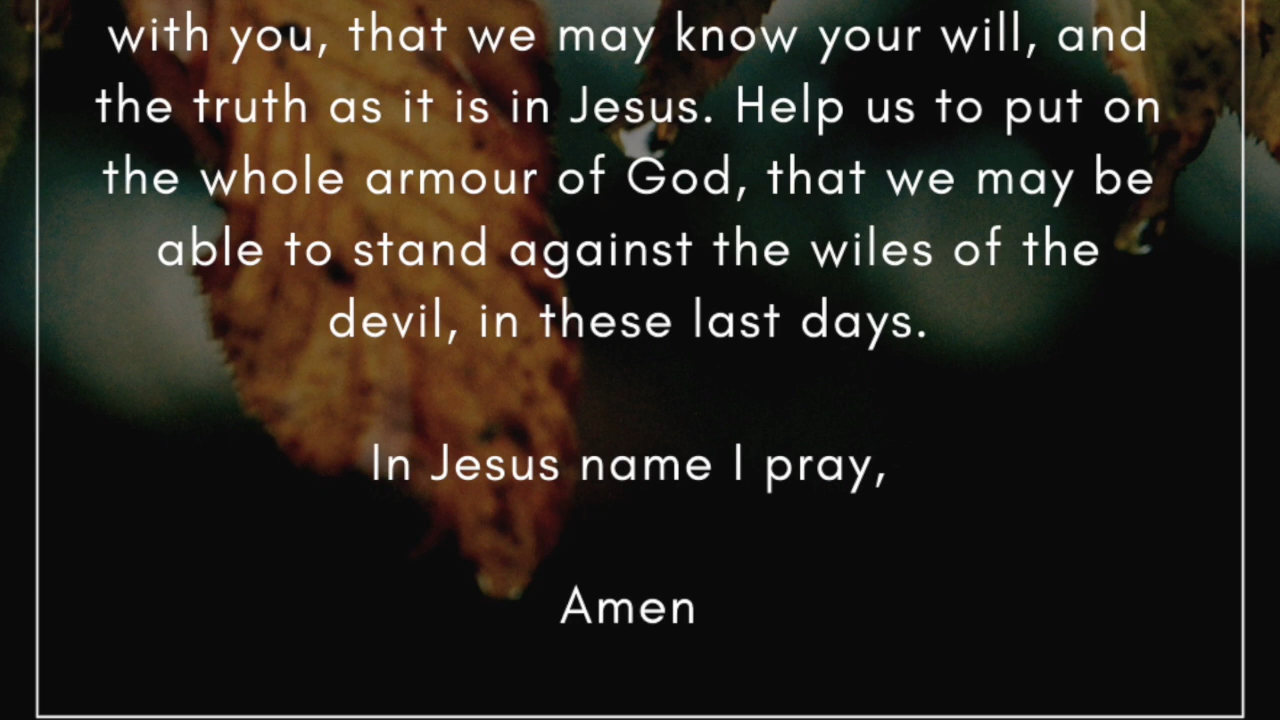 with you, that we may know your will, and
the truth as it is in Jesus. Help us to put on
the whole armour of God, that we may be
able to stand against the wiles of the
devil, in these last days.
In Jesus name I pray,
Amen